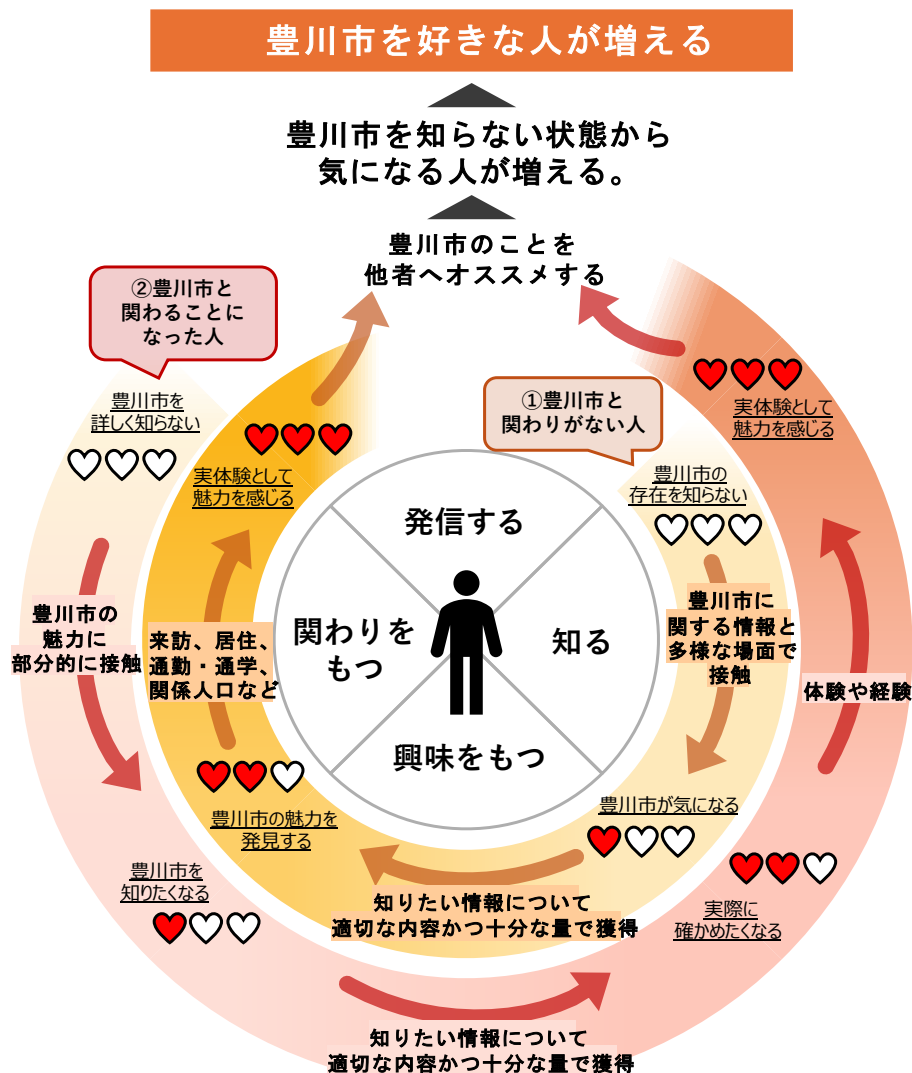 豊川市を好きな人が増える
豊川市を知らない状態から
気になる人が増える。
豊川市のことを
他者へオススメする
②豊川市と
関わることに
なった人
豊川市を
詳しく知らない
豊川市の
魅力に
部分的に接触
豊川市を
知りたくなる
知りたい情報について
適切な内容かつ十分な量で獲得
実際に
確かめたくなる
体験や経験
実体験として
魅力を感じる
①豊川市と
関わりがない人
豊川市の
存在を知らない
豊川市に
関する情報と
多様な場面で
接触
豊川市が気になる
知りたい情報について
適切な内容かつ十分な量で獲得
豊川市の魅力を
発見する
来訪、居住、
通勤・通学、
関係人口など
実体験として
魅力を感じる
発信する
知る
興味をもつ
関わりを
もつ